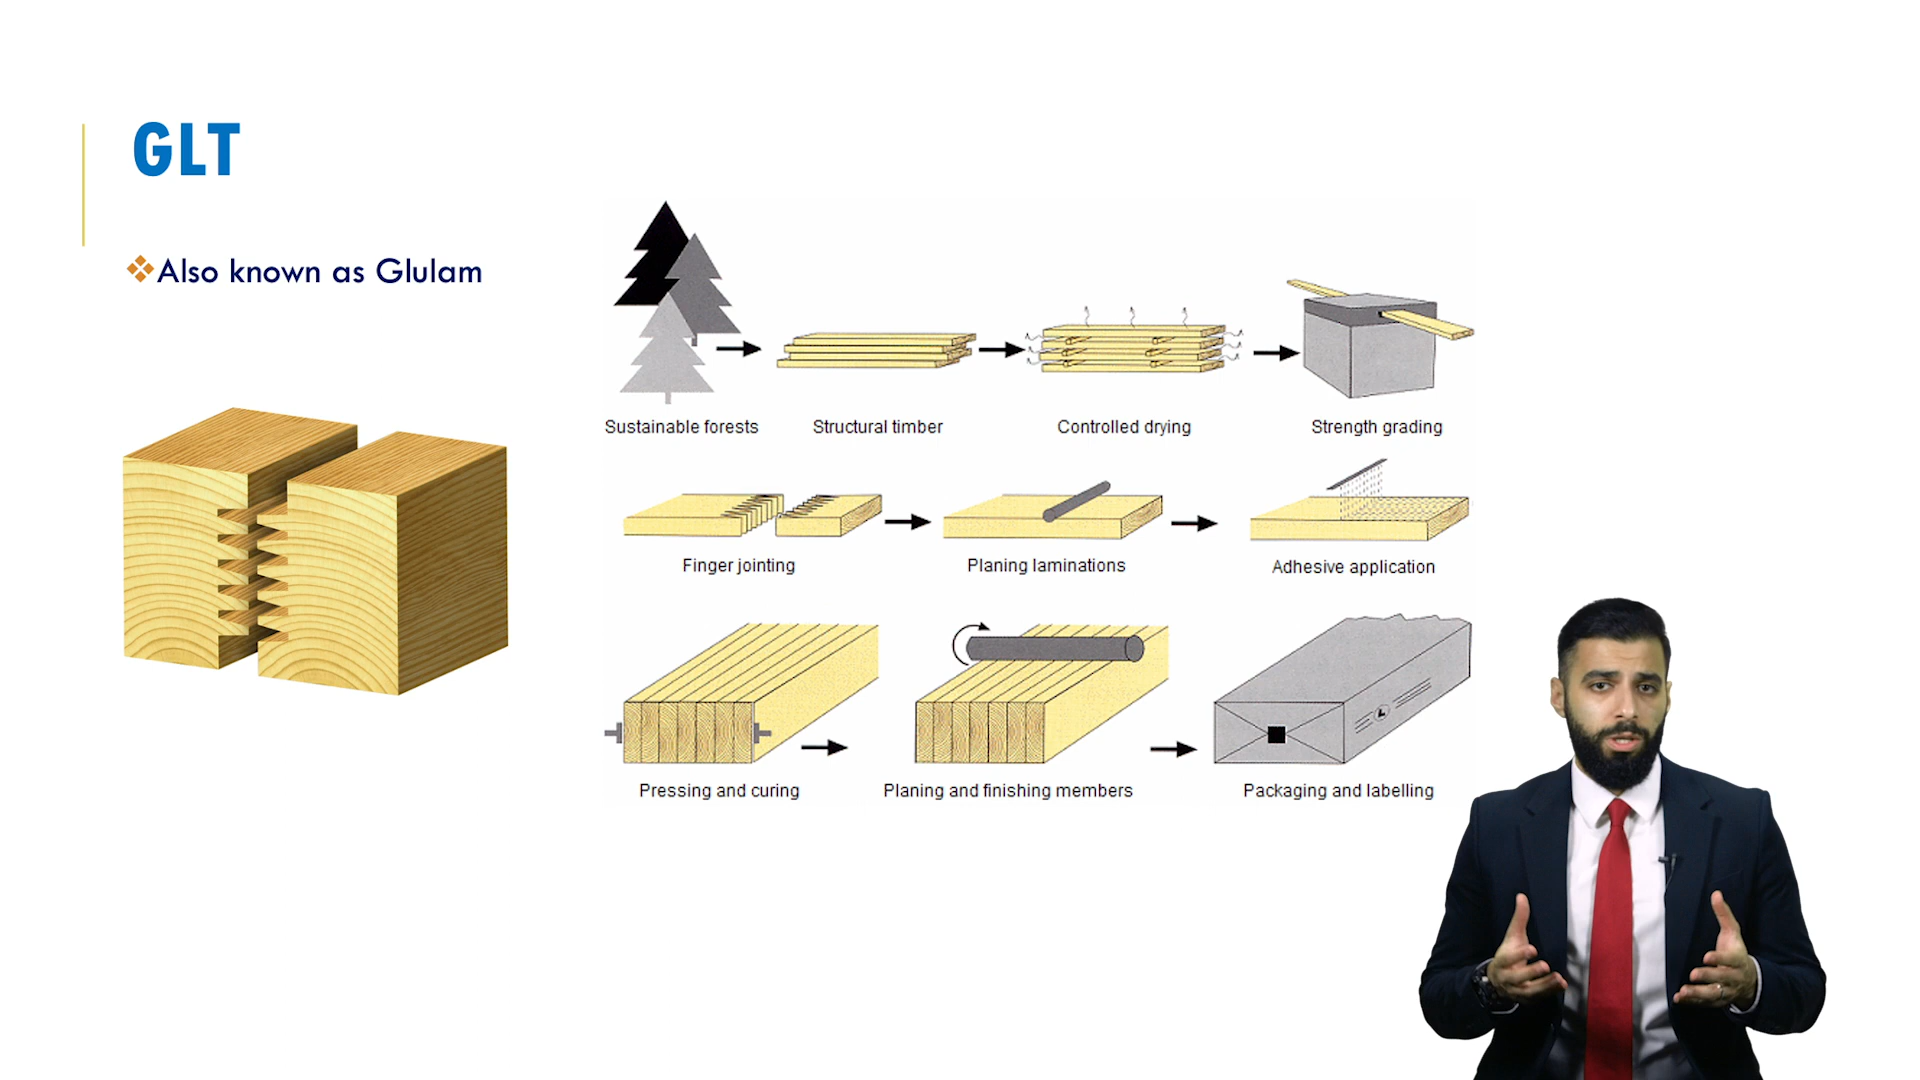 GLT
Also known as Glulam
Sustainable forests
Structural timber
Controlled drying
Strength grading
Finger jointing
Planing laminations
Adhesive application
Pressing and curing
Planing and finishing members
Packaging and labelling